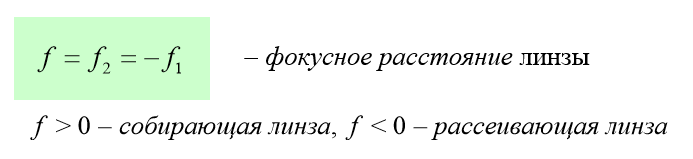 f = f₂ = −f₁ – фокусное расстояние линзы
f > 0 – собирающая линза, f < 0 – рассеивающая линза